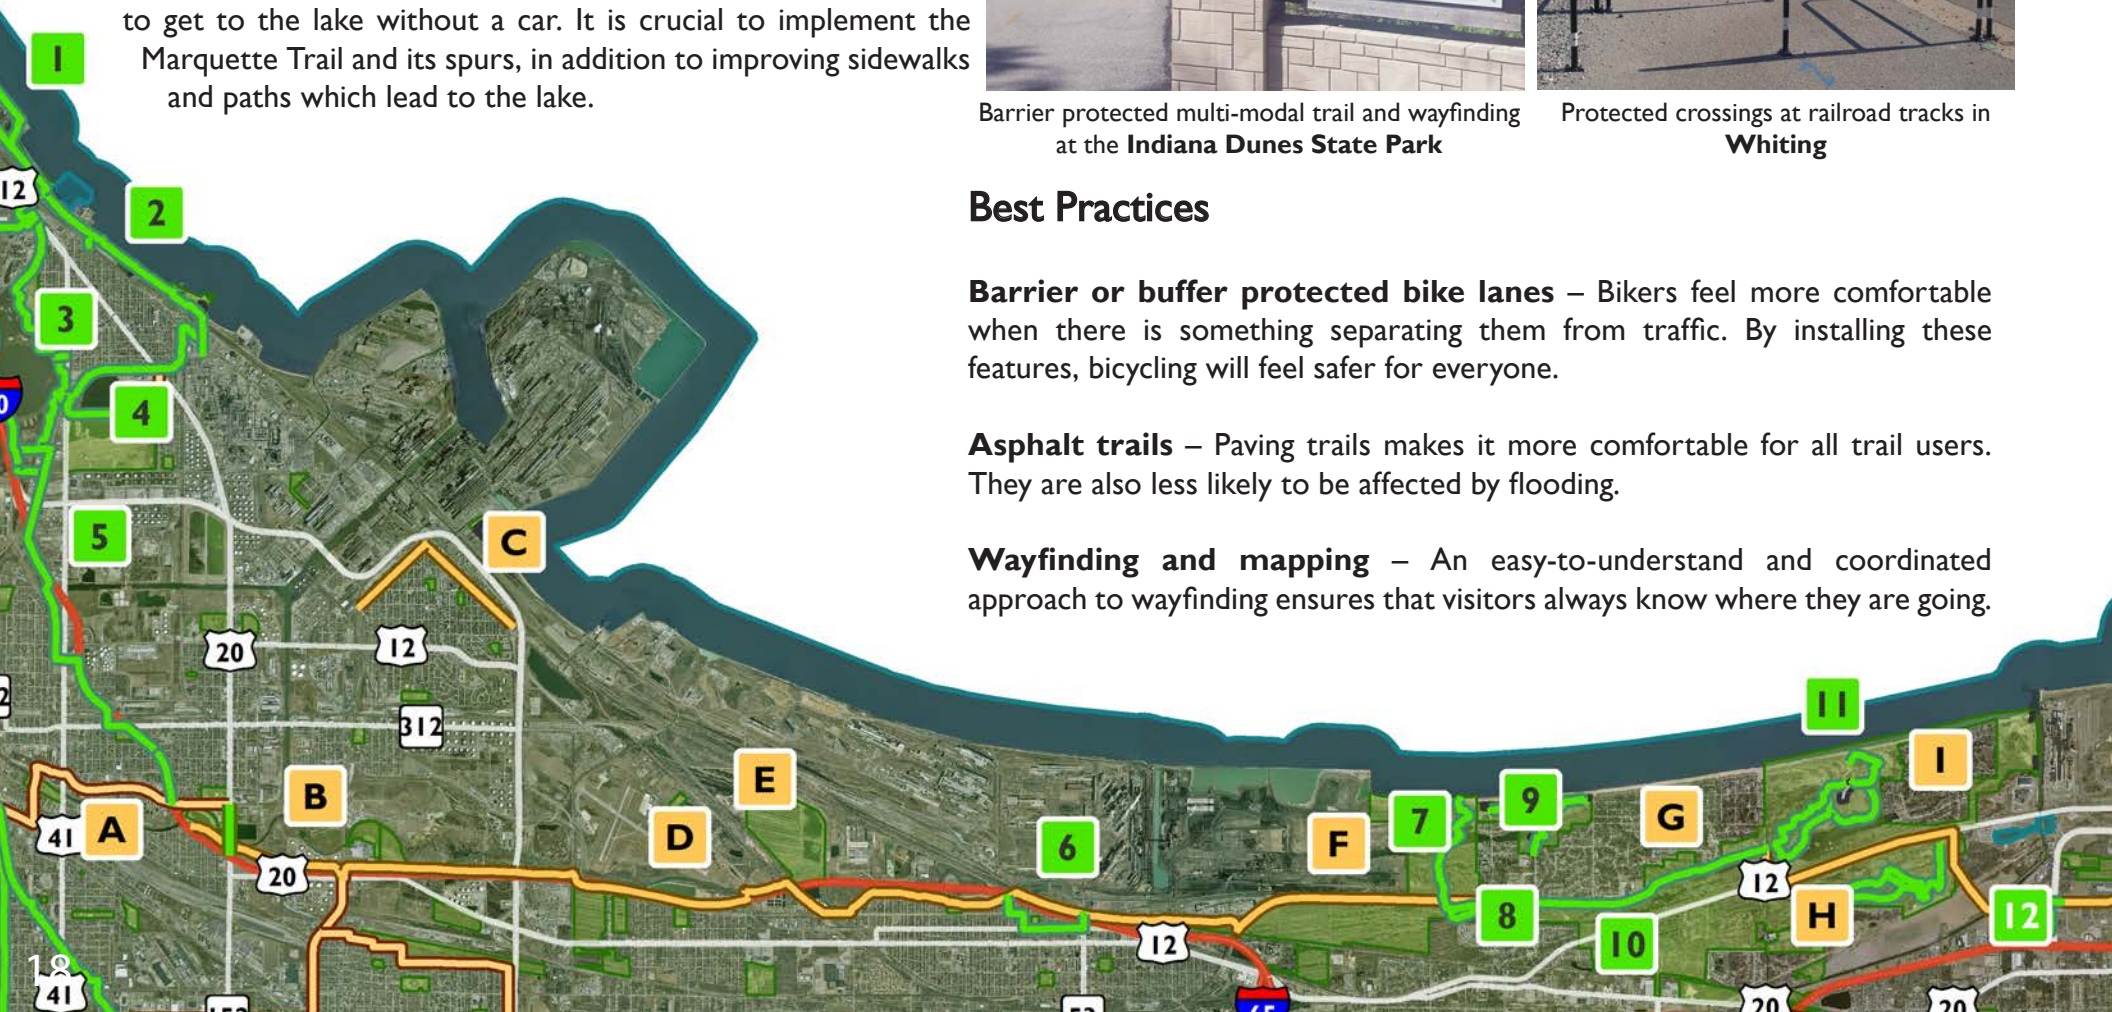 to get to the lake without a car. It is crucial to implement the
Marquette Trail and its spurs, in addition to improving sidewalks
and paths which lead to the lake.
Barrier protected multi-modal trail and wayfinding
at the Indiana Dunes State Park
Protected crossings at railroad tracks in
Whiting
Best Practices
Barrier or buffer protected bike lanes – Bikers feel more comfortable
when there is something separating them from traffic. By installing these
features, bicycling will feel safer for everyone.
Asphalt trails – Paving trails makes it more comfortable for all trail users.
They are also less likely to be affected by flooding.
Wayfinding and mapping – An easy-to-understand and coordinated
approach to wayfinding ensures that visitors always know where they are going.
1
12
2
3
0
4
5
C
20
12
2
312
11
I
E
B
9
7
G
A
41
D
6
F
20
12
H
8
12
10
12
18
41
65
20
20